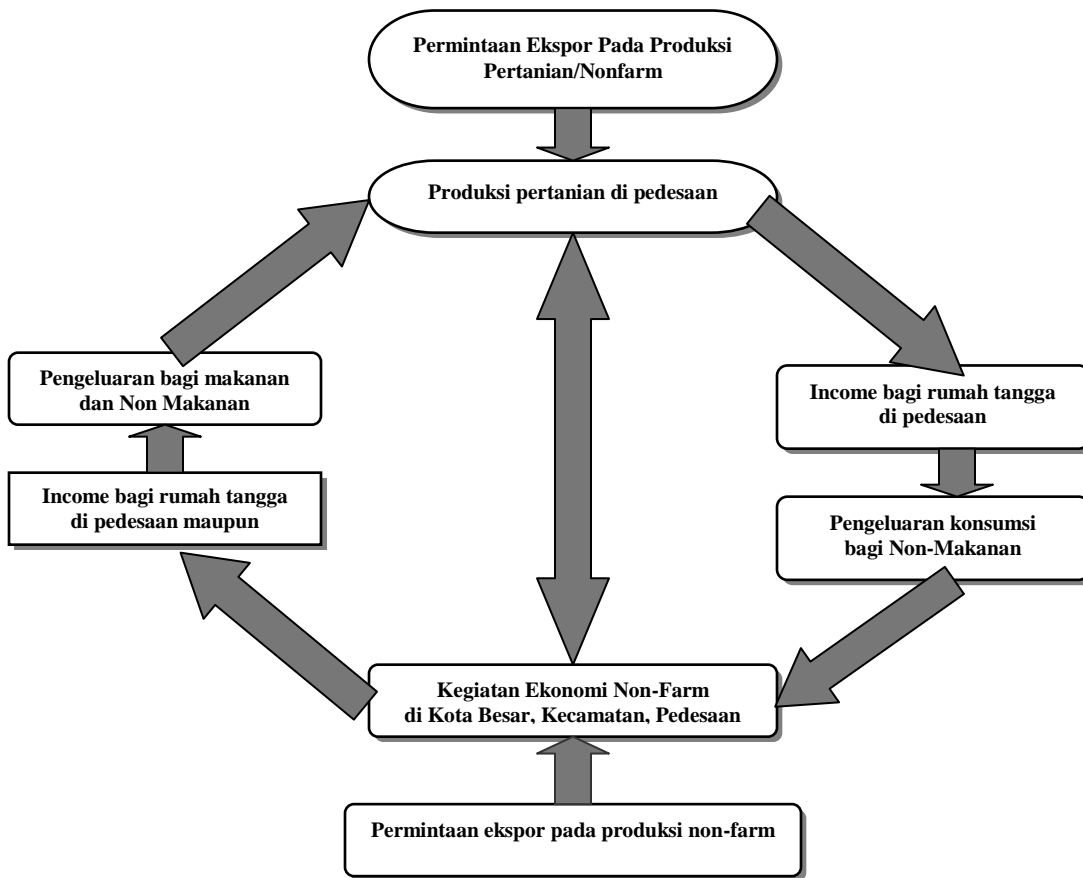 Permintaan Ekspor Pada Produksi
Pertanian/Nonfarm
Produksi pertanian di pedesaan
Pengeluaran bagi makanan
dan Non Makanan
Income bagi rumah tangga
di pedesaan
Income bagi rumah tangga
di pedesaan maupun
Pengeluaran konsumsi
bagi Non-Makanan
Kegiatan Ekonomi Non-Farm
di Kota Besar, Kecamatan, Pedesaan
Permintaan ekspor pada produksi non-farm